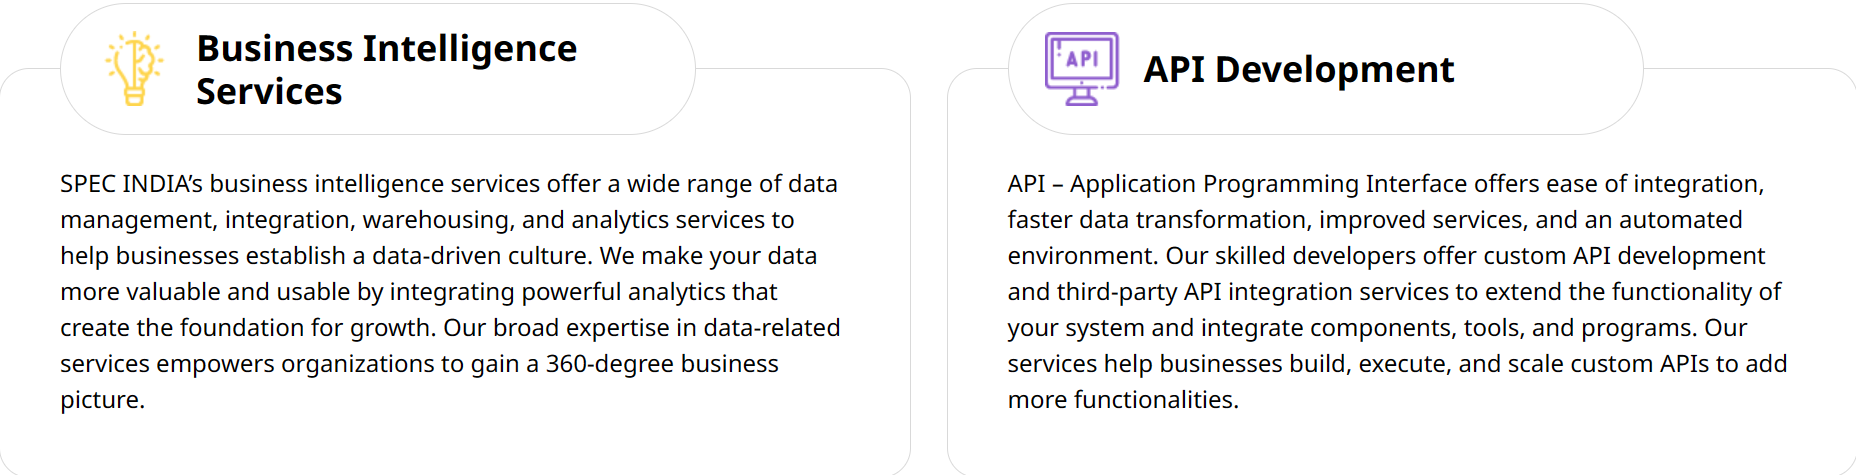 Business Intelligence
Services
SPEC INDIA’s business intelligence services offer a wide range of data
management, integration, warehousing, and analytics services to
help businesses establish a data-driven culture. We make your data
more valuable and usable by integrating powerful analytics that
create the foundation for growth. Our broad expertise in data-related
services empowers organizations to gain a 360-degree business
picture.
API
API Development
API – Application Programming Interface offers ease of integration,
faster data transformation, improved services, and an automated
environment. Our skilled developers offer custom API development
and third-party API integration services to extend the functionality of
your system and integrate components, tools, and programs. Our
services help businesses build, execute, and scale custom APIs to add
more functionalities.